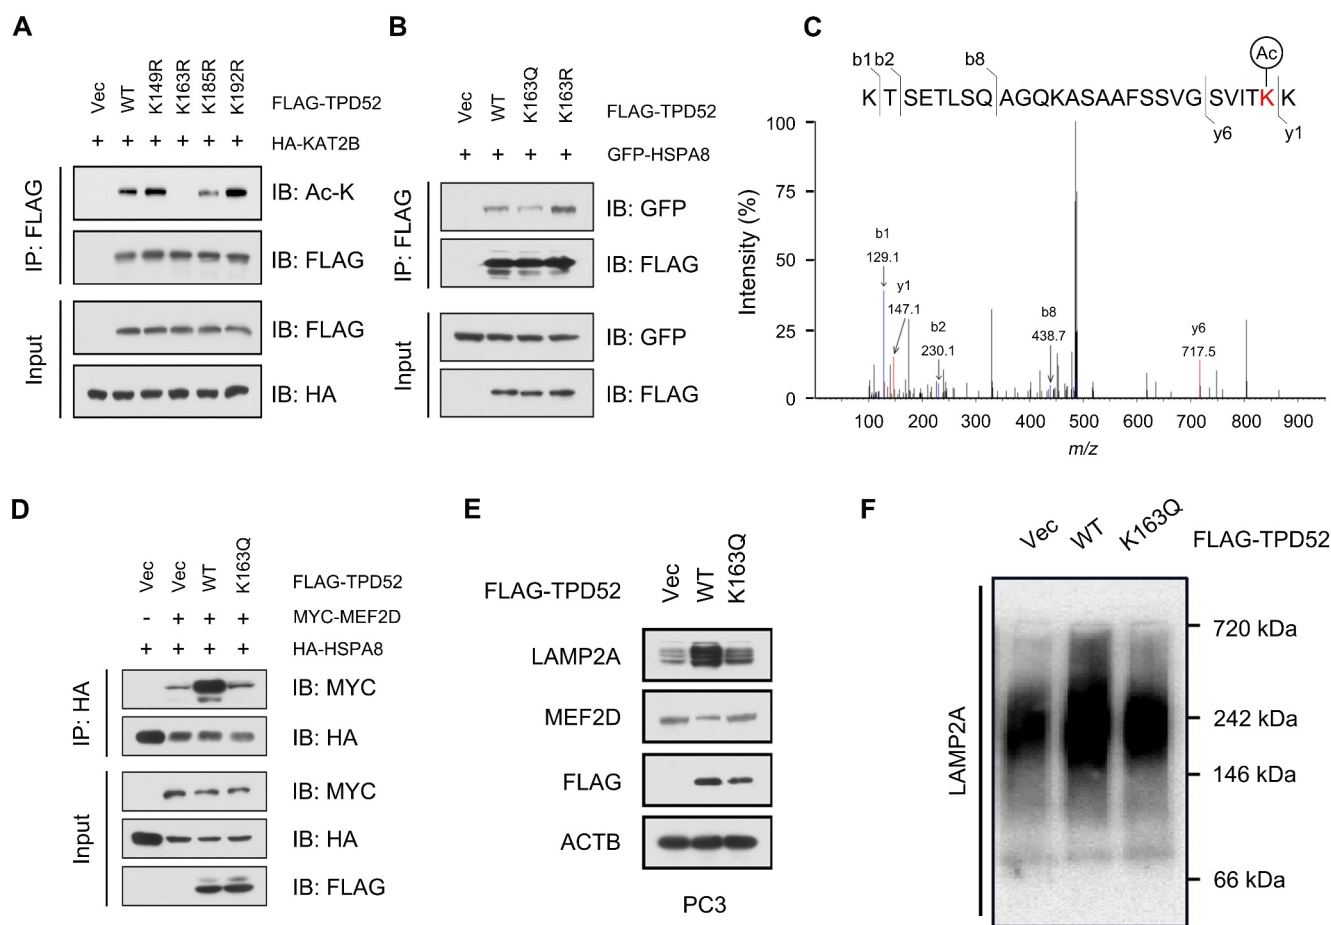 A
Vec
WT
K149R
K163R
K185R
K192R
FLAG-TPD52
+ + + + + + HA-KAT2B
IP: FLAG
IB: Ac-K
IB: FLAG
Input
IB: FLAG
IB: HA
B
Vec
WT
K163Q
K163R
FLAG-TPD52
+ + + + GFP-HSPA8
IP: FLAG
IB: GFP
IB: FLAG
Input
IB: GFP
IB: FLAG
C
Ac
b1 b2 b8
KTSETLSQAGQKASAAFSSVGSVITKK
y6 y1
Intensity (%)
100
75
50
25
0
b1
129.1
y1
147.1
b2
230.1
b8
438.7
y6
717.5
100 200 300 400 500 600 700 800 900
m/z
D
Vec
Vec
WT
K163Q
FLAG-TPD52
- + + + MYC-MEF2D
+ + + + HA-HSPA8
IP: HA
IB: MYC
IB: HA
Input
IB: MYC
IB: HA
IB: FLAG
E
FLAG-TPD52
Vec
WT
K163Q
LAMP2A
MEF2D
FLAG
ACTB
PC3
F
Vec
WT
K163Q
FLAG-TPD52
LAMP2A
720 kDa
242 kDa
146 kDa
66 kDa